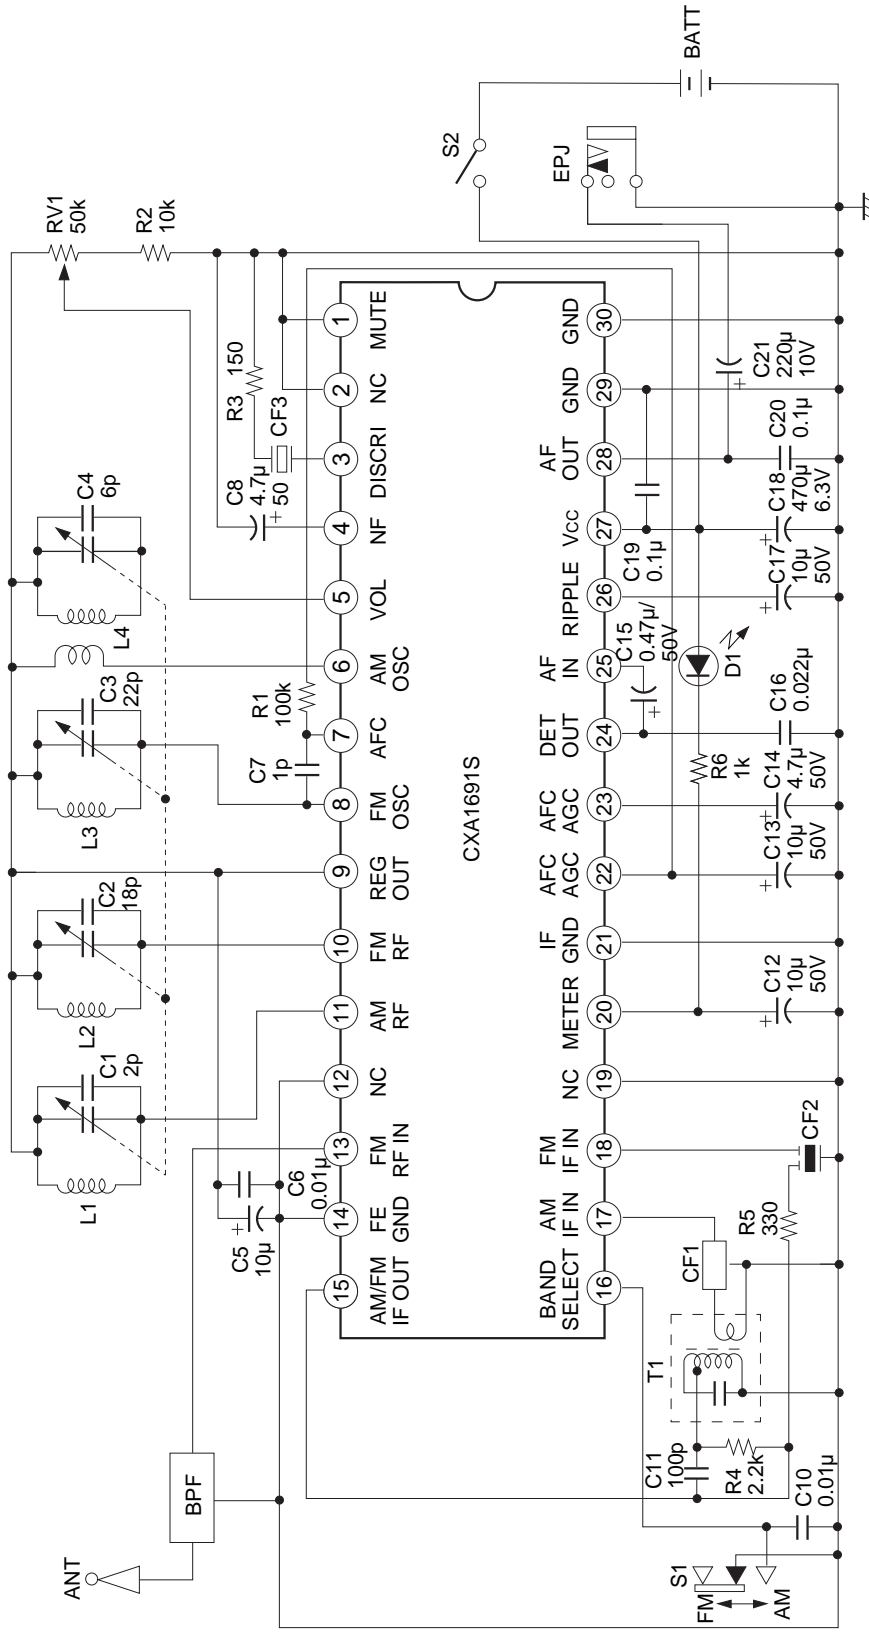 ANT
BPF
L1
C1
2p
L2
C2
18p
L3
C3
22p
L4
C4
6p
RV1
50k
R2
10k
C5
10µ
C6
0.01µ
C7
1p
R1
100k
C8
4.7µ
50
R3 150
CF3
15
14
13
12
11
10
9
8
7
6
5
4
3
2
1
AM/FM
IF OUT
FE
GND
FM
RF IN
NC
AM
RF
FM
RF
REG
OUT
FM
OSC
AFC
AM
OSC
VOL
NF
DISCRI
NC
MUTE
CXA1691S
BAND
SELECT
AM
IF IN
FM
IF IN
NC
METER
IF
GND
AFC
AGC
AFC
AGC
DET
OUT
AF
IN
RIPPLE
Vcc
AF
OUT
GND
GND
16
17
18
19
20
21
22
23
24
25
26
27
28
29
30
S1
FM
AM
C11
100p
R4
2.2k
C10
0.01µ
T1
CF1
R5
330
CF2
C12
10µ
50V
C13
10µ
50V
C14
4.7µ
50V
R6
1k
C16
0.022µ
C15
0.47µ/
50V
D1
C19
0.1µ
C17
10µ
50V
C18
470µ
6.3V
C20
0.1µ
C21
220µ
10V
EPJ
S2
BATT